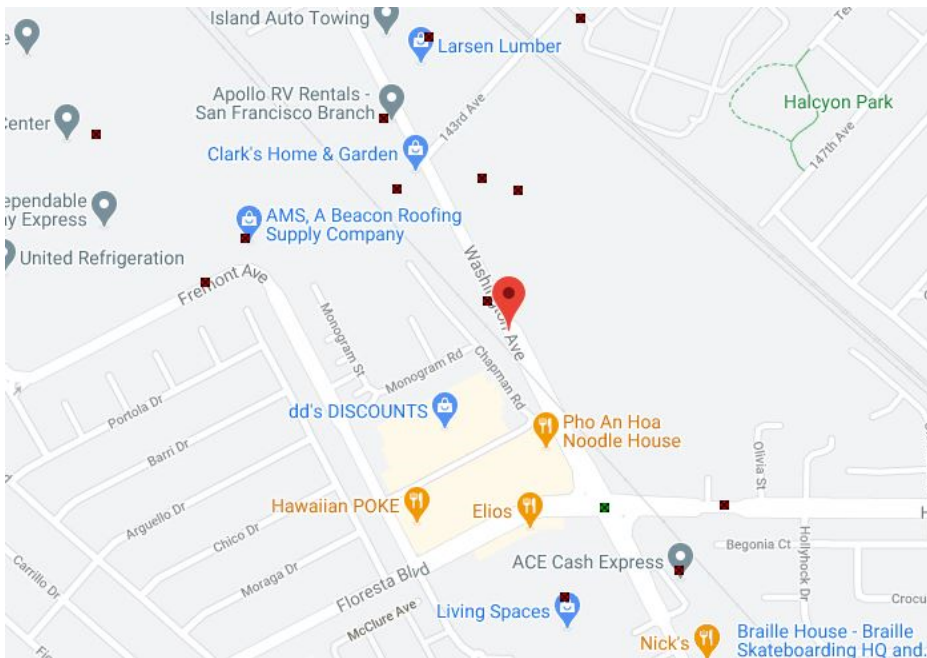 Island Auto Towing
Larsen Lumber
Apollo RV Rentals -
San Francisco Branch
143rd Ave
Halcyon Park
147th Ave
Center
Clark's Home & Garden
ependable
ay Express
AMS, A Beacon Roofing
Supply Company
United Refrigeration
Fremont Ave
Washington Ave
Monogram St
Monogram Rd
Chapman Rd
Portola Dr
dd's DISCOUNTS
Pho An Hoa
Noodle House
Barri Dr
Olivia St
Arguello Dr
Hawaiian POKE
Elios
Chico Dr
Begonia Ct
Hollyhock Dr
Moraga Dr
ACE Cash Express
Carrillo Dr
Floresta Blvd
McClure Ave
Living Spaces
Crocu
Nick's
Braille House - Braille
Skateboarding HQ and.